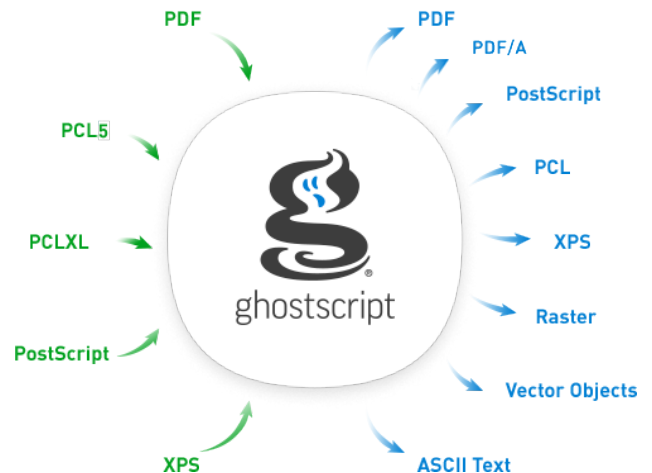 PDF
PCL5
PCLXL
PostScript
XPS
ghostscript
®
PDF
PDF/A
PostScript
PCL
XPS
Raster
Vector Objects
ASCII Text